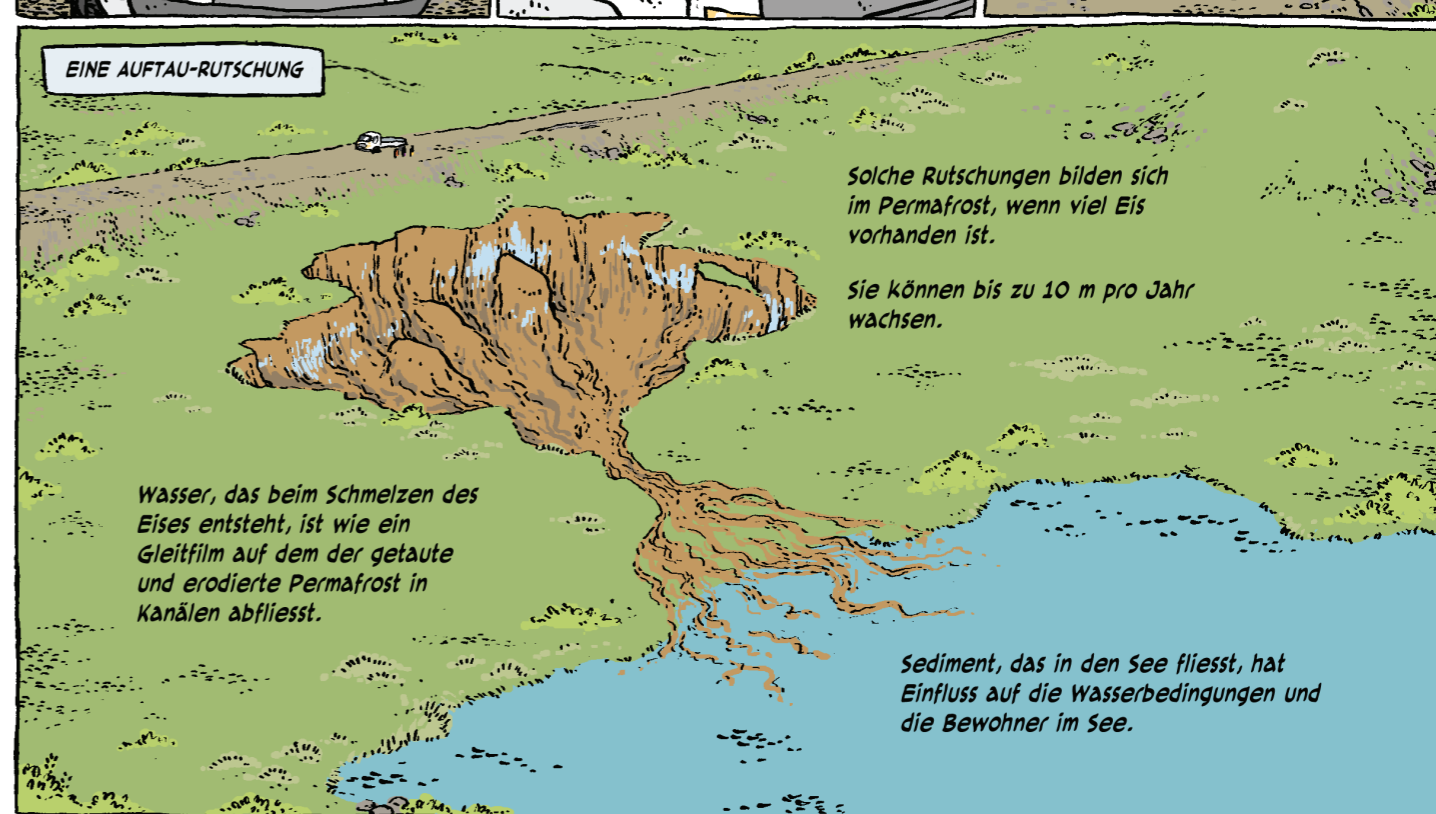 EINE AUFTAU-RUTSCHUNG
Solche Rutschungen bilden sich
im Permafrost, wenn viel Eis
vorhanden ist.
Sie können bis zu 10 m pro Jahr
wachsen.
Wasser, das beim Schmelzen des
Eises entsteht, ist wie ein
Gleitfilm auf dem der getaute
und erodierte Permafrost in
Kanälen abfliesst.
Sediment, das in den See fliesst, hat
Einfluss auf die Wasserbedingungen und
die Bewohner im See.